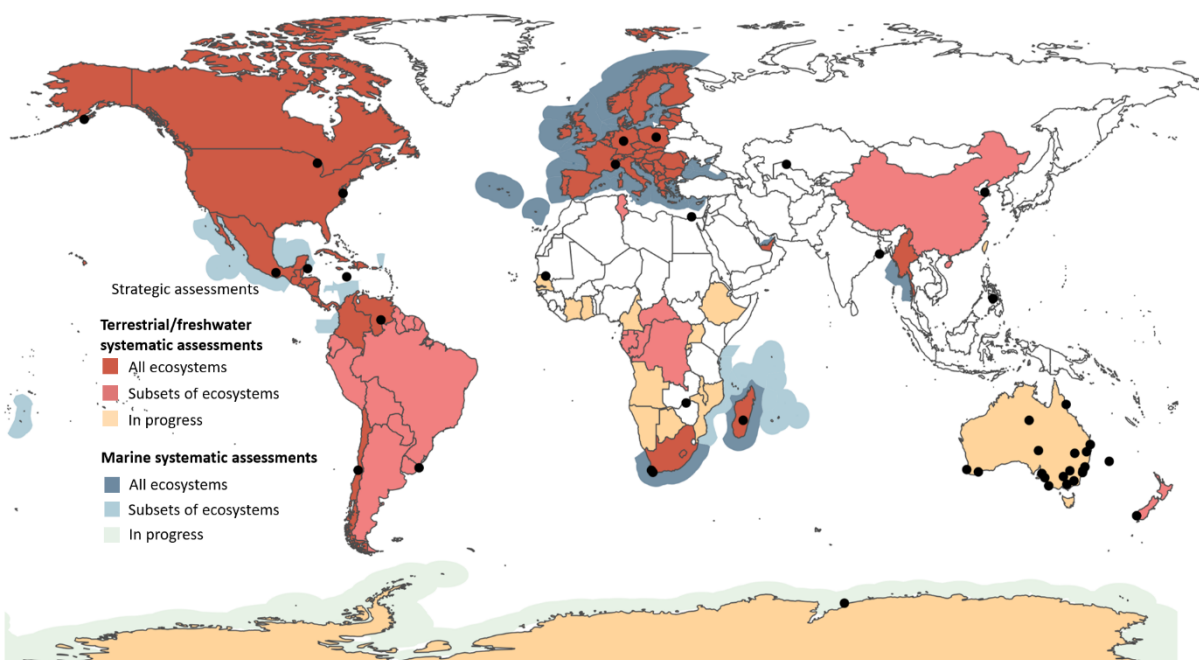 Strategic assessments
Terrestrial/freshwater
systematic assessments
All ecosystems
Subsets of ecosystems
In progress
Marine systematic assessments
All ecosystems
Subsets of ecosystems
In progress